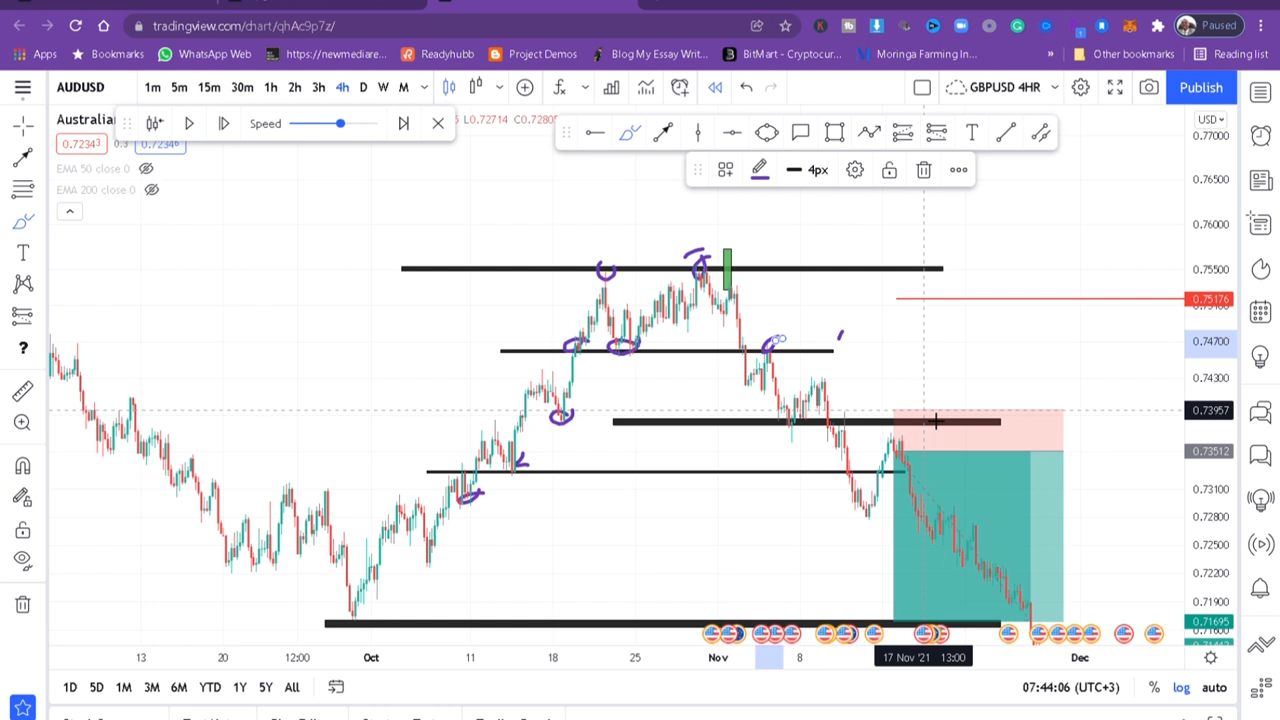 tradingview.com/chart/qhAc9p7z/
Paused
Apps
Bookmarks
WhatsApp Web
https://newmediare...
Readyhubb
Project Demos
Blog My Essay Writ...
BitMart - Cryptocur...
Moringa Farming In...
»
Other bookmarks
Reading list
AUDUSD
1m 5m 15m 30m 1h 2h 3h 4h D W M
GBPUSD 4HR
Publish
Australia
Speed
L0.72714
0.72343
0.3
0.72346
EMA 50 close 0
EMA 200 close 0
4px
USD
0.77000
0.76500
0.76000
0.75500
0.75176
0.74700
0.74300
0.73957
0.73512
0.73100
0.72800
0.72500
0.72200
0.71900
0.71695
13 20 12:00 Oct 11 18 25 Nov 8 17 Nov '21 13:00 Dec
1D 5D 1M 3M 6M YTD 1Y 5Y All
07:44:06 (UTC+3)
% log auto